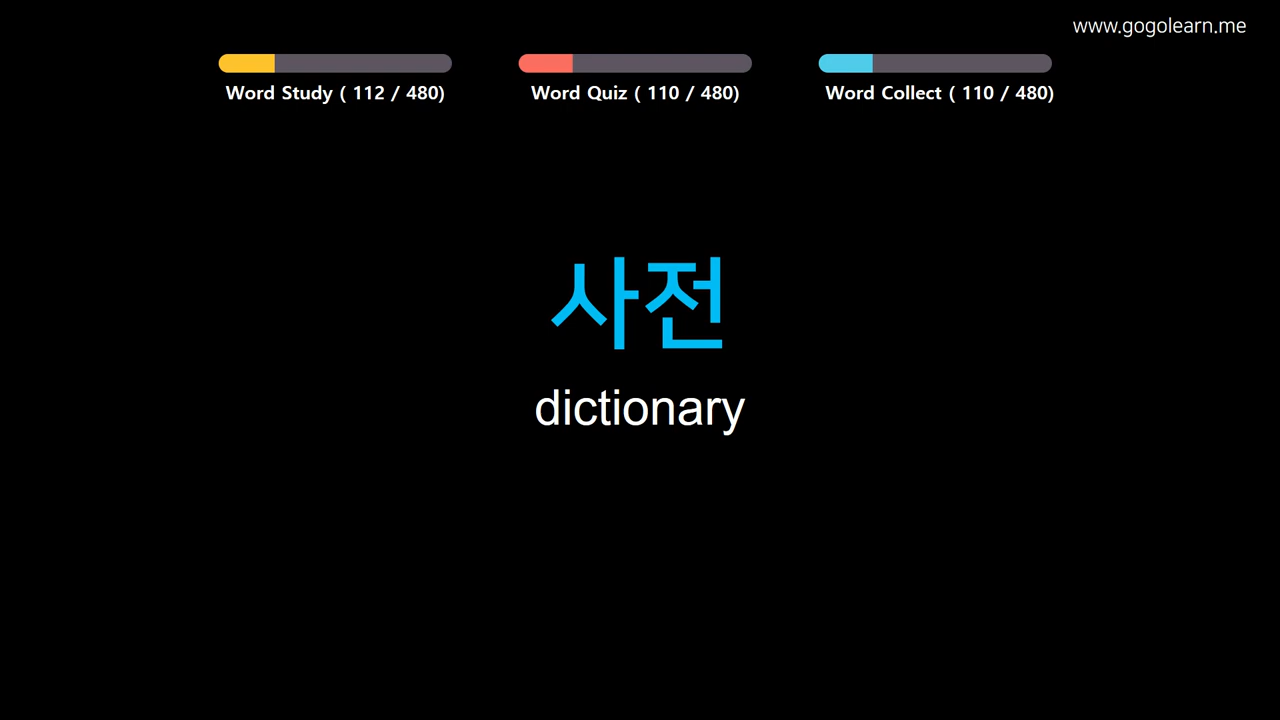 www.gogolearn.me
Word Study ( 112 / 480)
Word Quiz ( 110 / 480)
Word Collect ( 110 / 480)
사전
dictionary